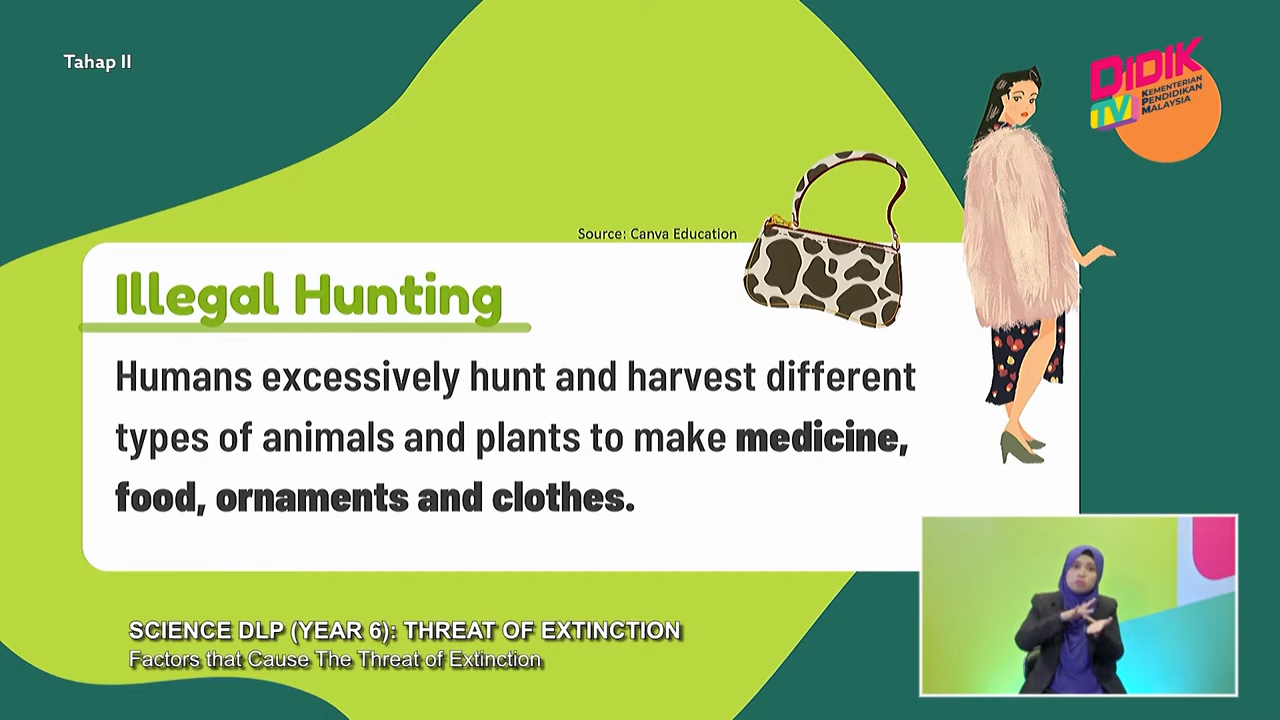 Tahap II
DIDIK
TV
KEMENTERIAN
PENDIDIKAN
MALAYSIA
Source: Canva Education
Illegal Hunting
Humans excessively hunt and harvest different
types of animals and plants to make medicine,
food, ornaments and clothes.
SCIENCE DLP (YEAR 6): THREAT OF EXTINCTION
Factors that Cause The Threat of Extinction